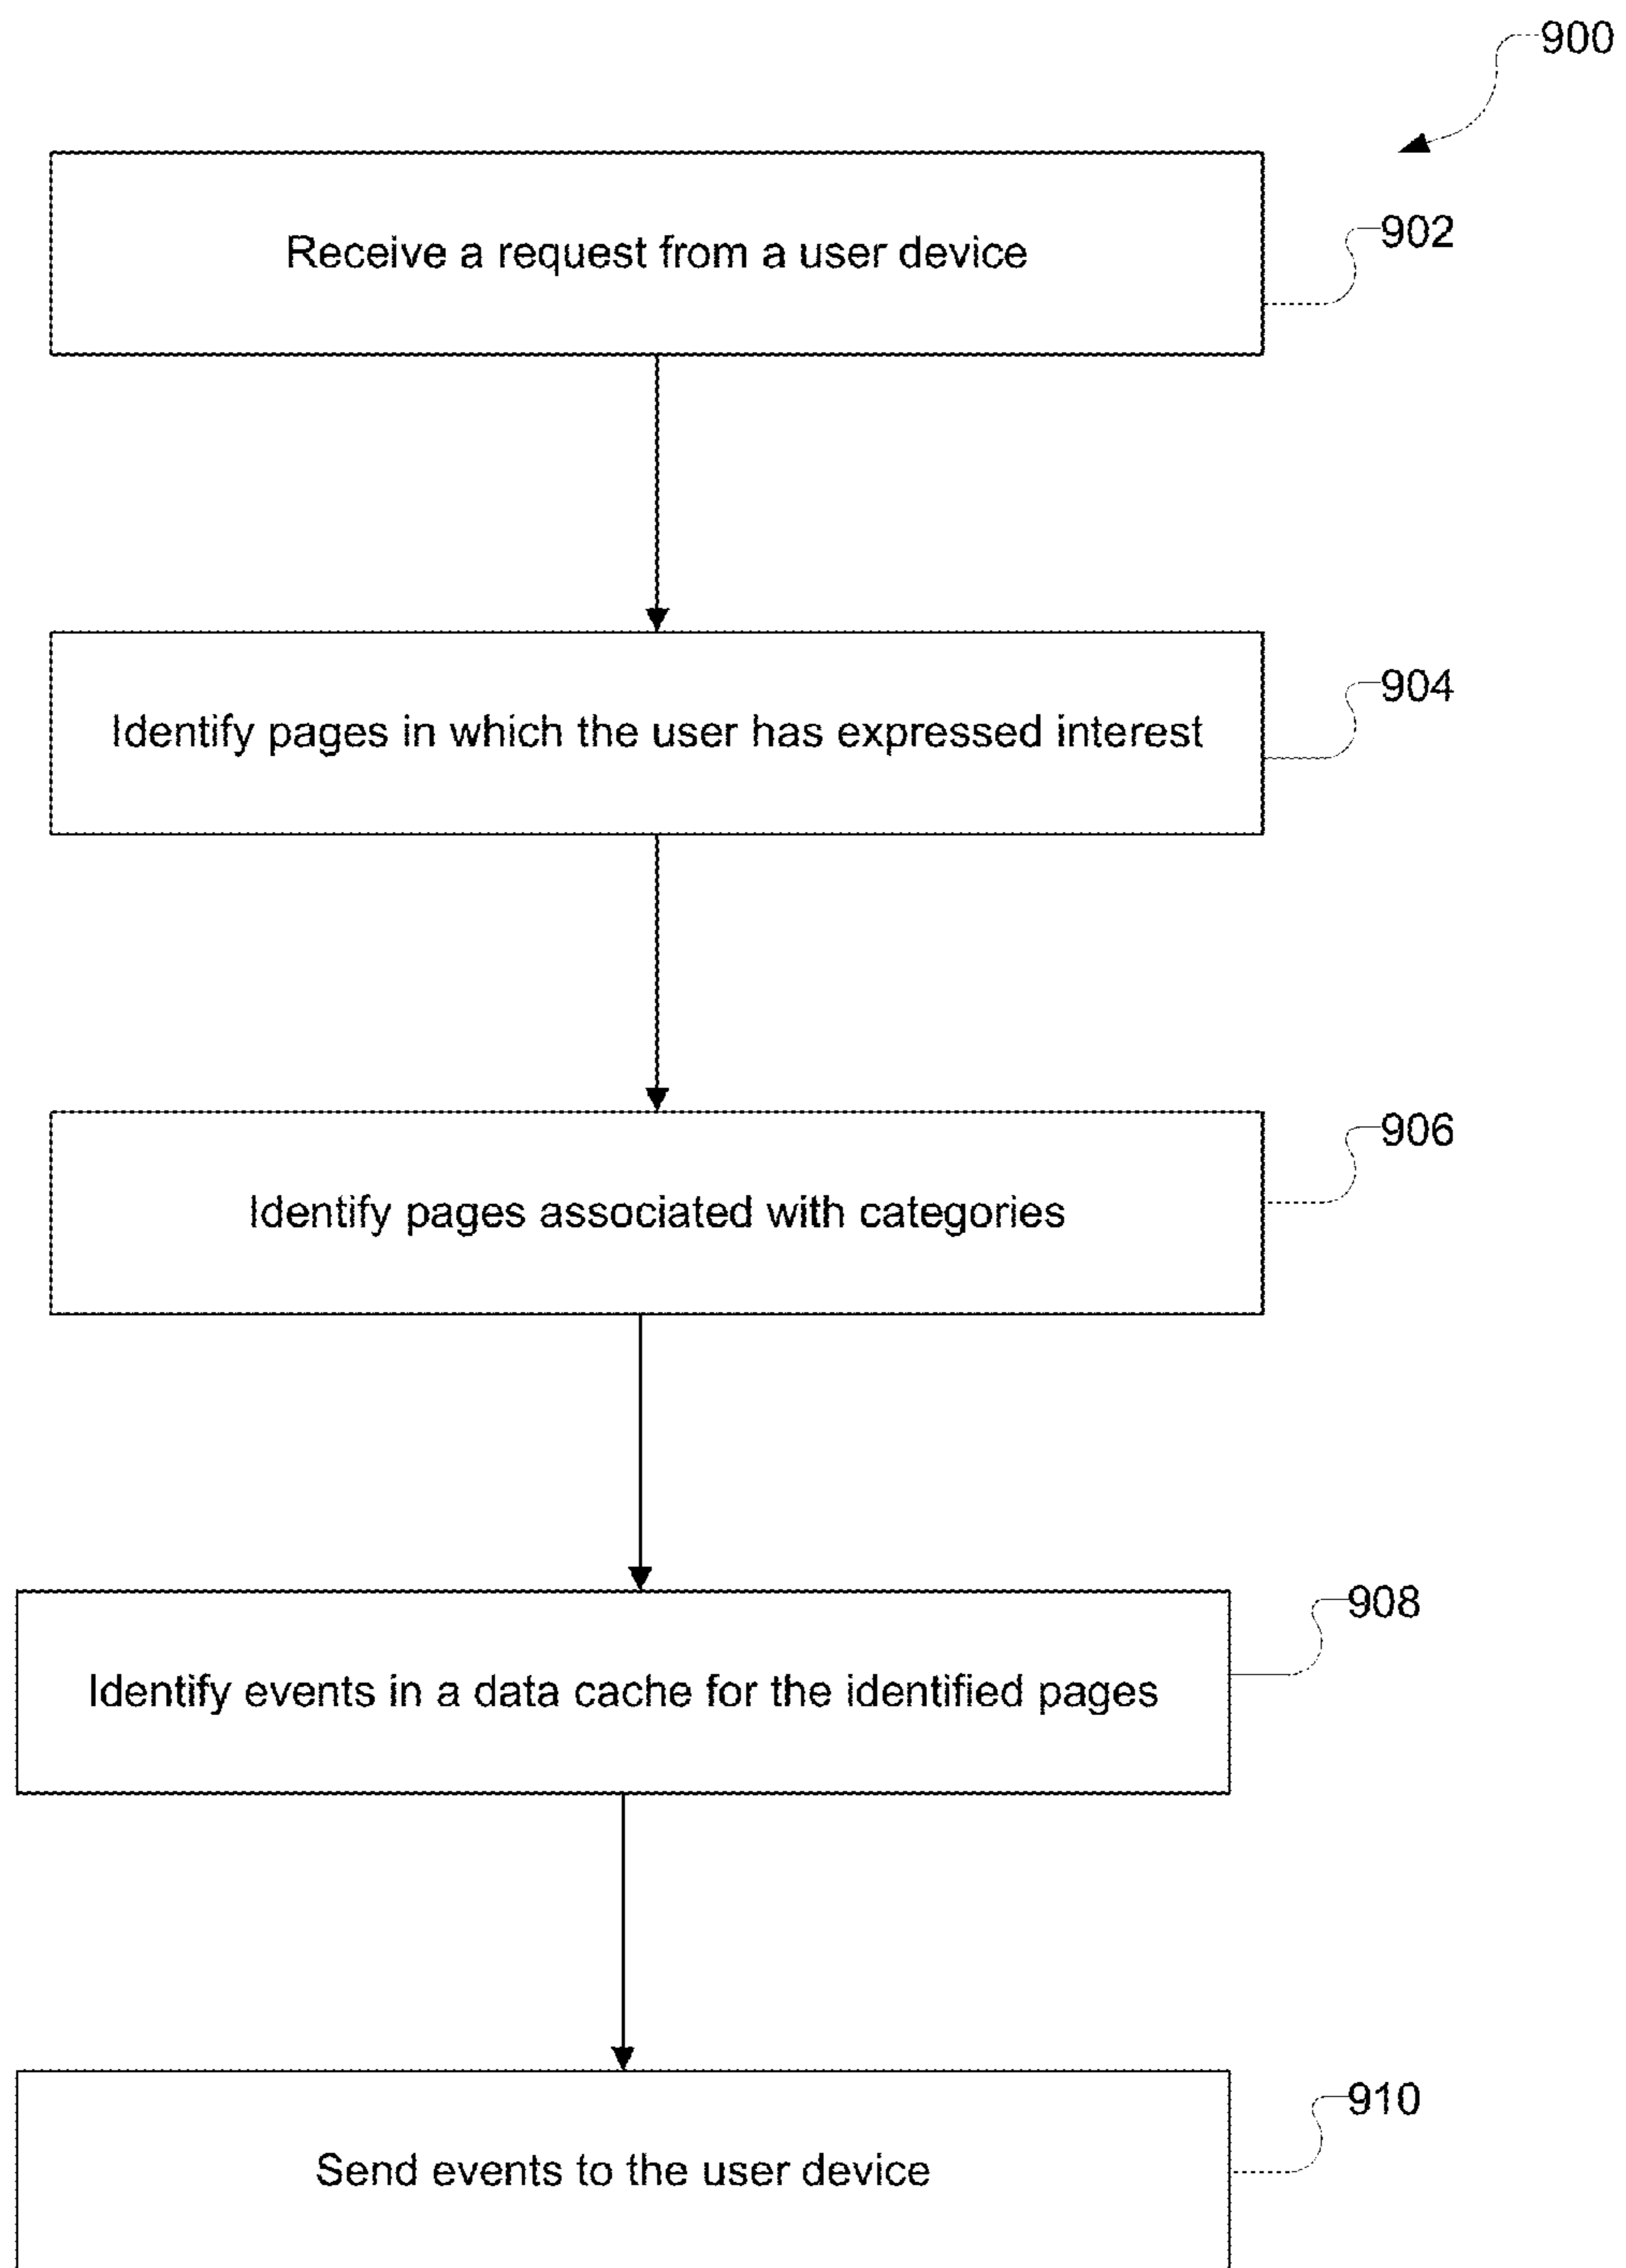 900
Receive a request from a user device
902
Identify pages in which the user has expressed interest
904
Identify pages associated with categories
906
Identify events in a data cache for the identified pages
908
Send events to the user device
910